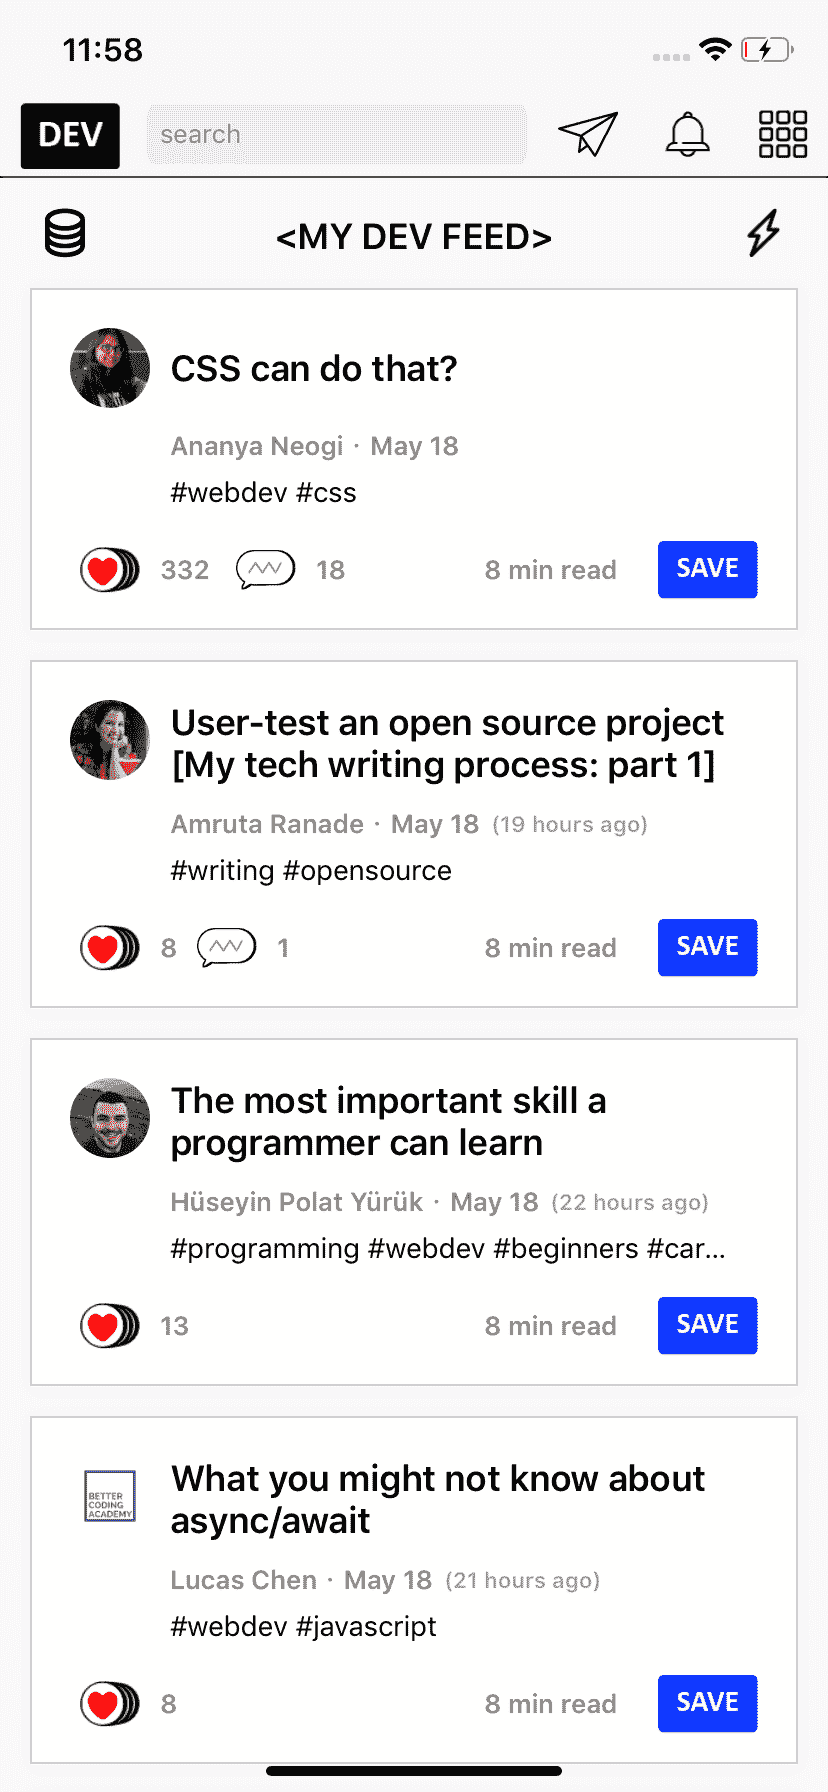 11:58
DEV
search
<MY DEV FEED>
CSS can do that?
Ananya Neogi · May 18
#webdev #css
332 18 8 min read SAVE
User-test an open source project
[My tech writing process: part 1]
Amruta Ranade · May 18 (19 hours ago)
#writing #opensource
8 1 8 min read SAVE
The most important skill a
programmer can learn
Hüseyin Polat Yürük · May 18 (22 hours ago)
#programming #webdev #beginners #car...
13 8 min read SAVE
BETTER
CODING
ACADEMY
What you might not know about
async/await
Lucas Chen · May 18 (21 hours ago)
#webdev #javascript
8 8 min read SAVE